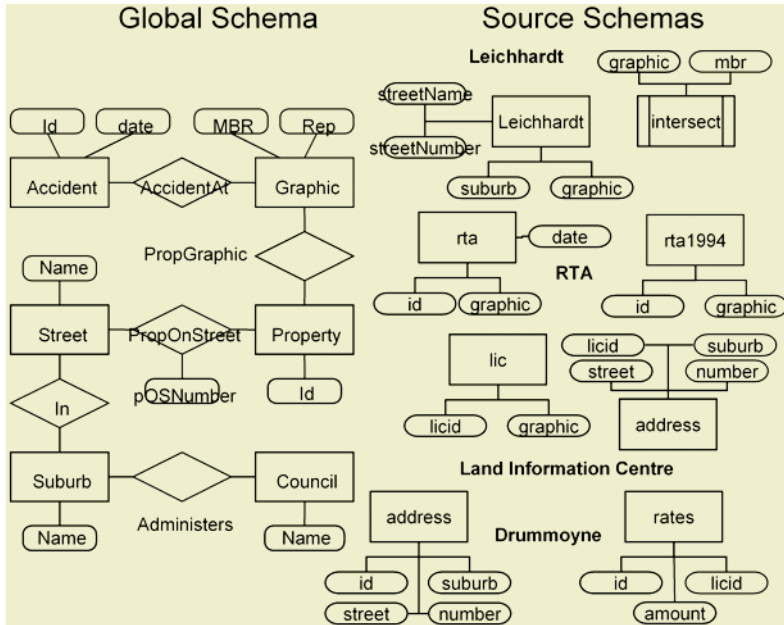 Global Schema
Source Schemas
Leichhardt
graphic
mbr
streetName
Leichhardt
intersect
streetNumber
suburb
graphic
Id
date
MBR
Rep
Accident
AccidentAt
Graphic
rta
date
rta1994
PropGraphic
RTA
id
graphic
id
graphic
Name
Street
PropOnStreet
Property
pOSNumber
Id
lic
licid
suburb
street
number
licid
graphic
address
In
Land Information Centre
Suburb
Administers
Council
Name
Name
address
Drummoyne
rates
id
suburb
street
number
id
licid
amount